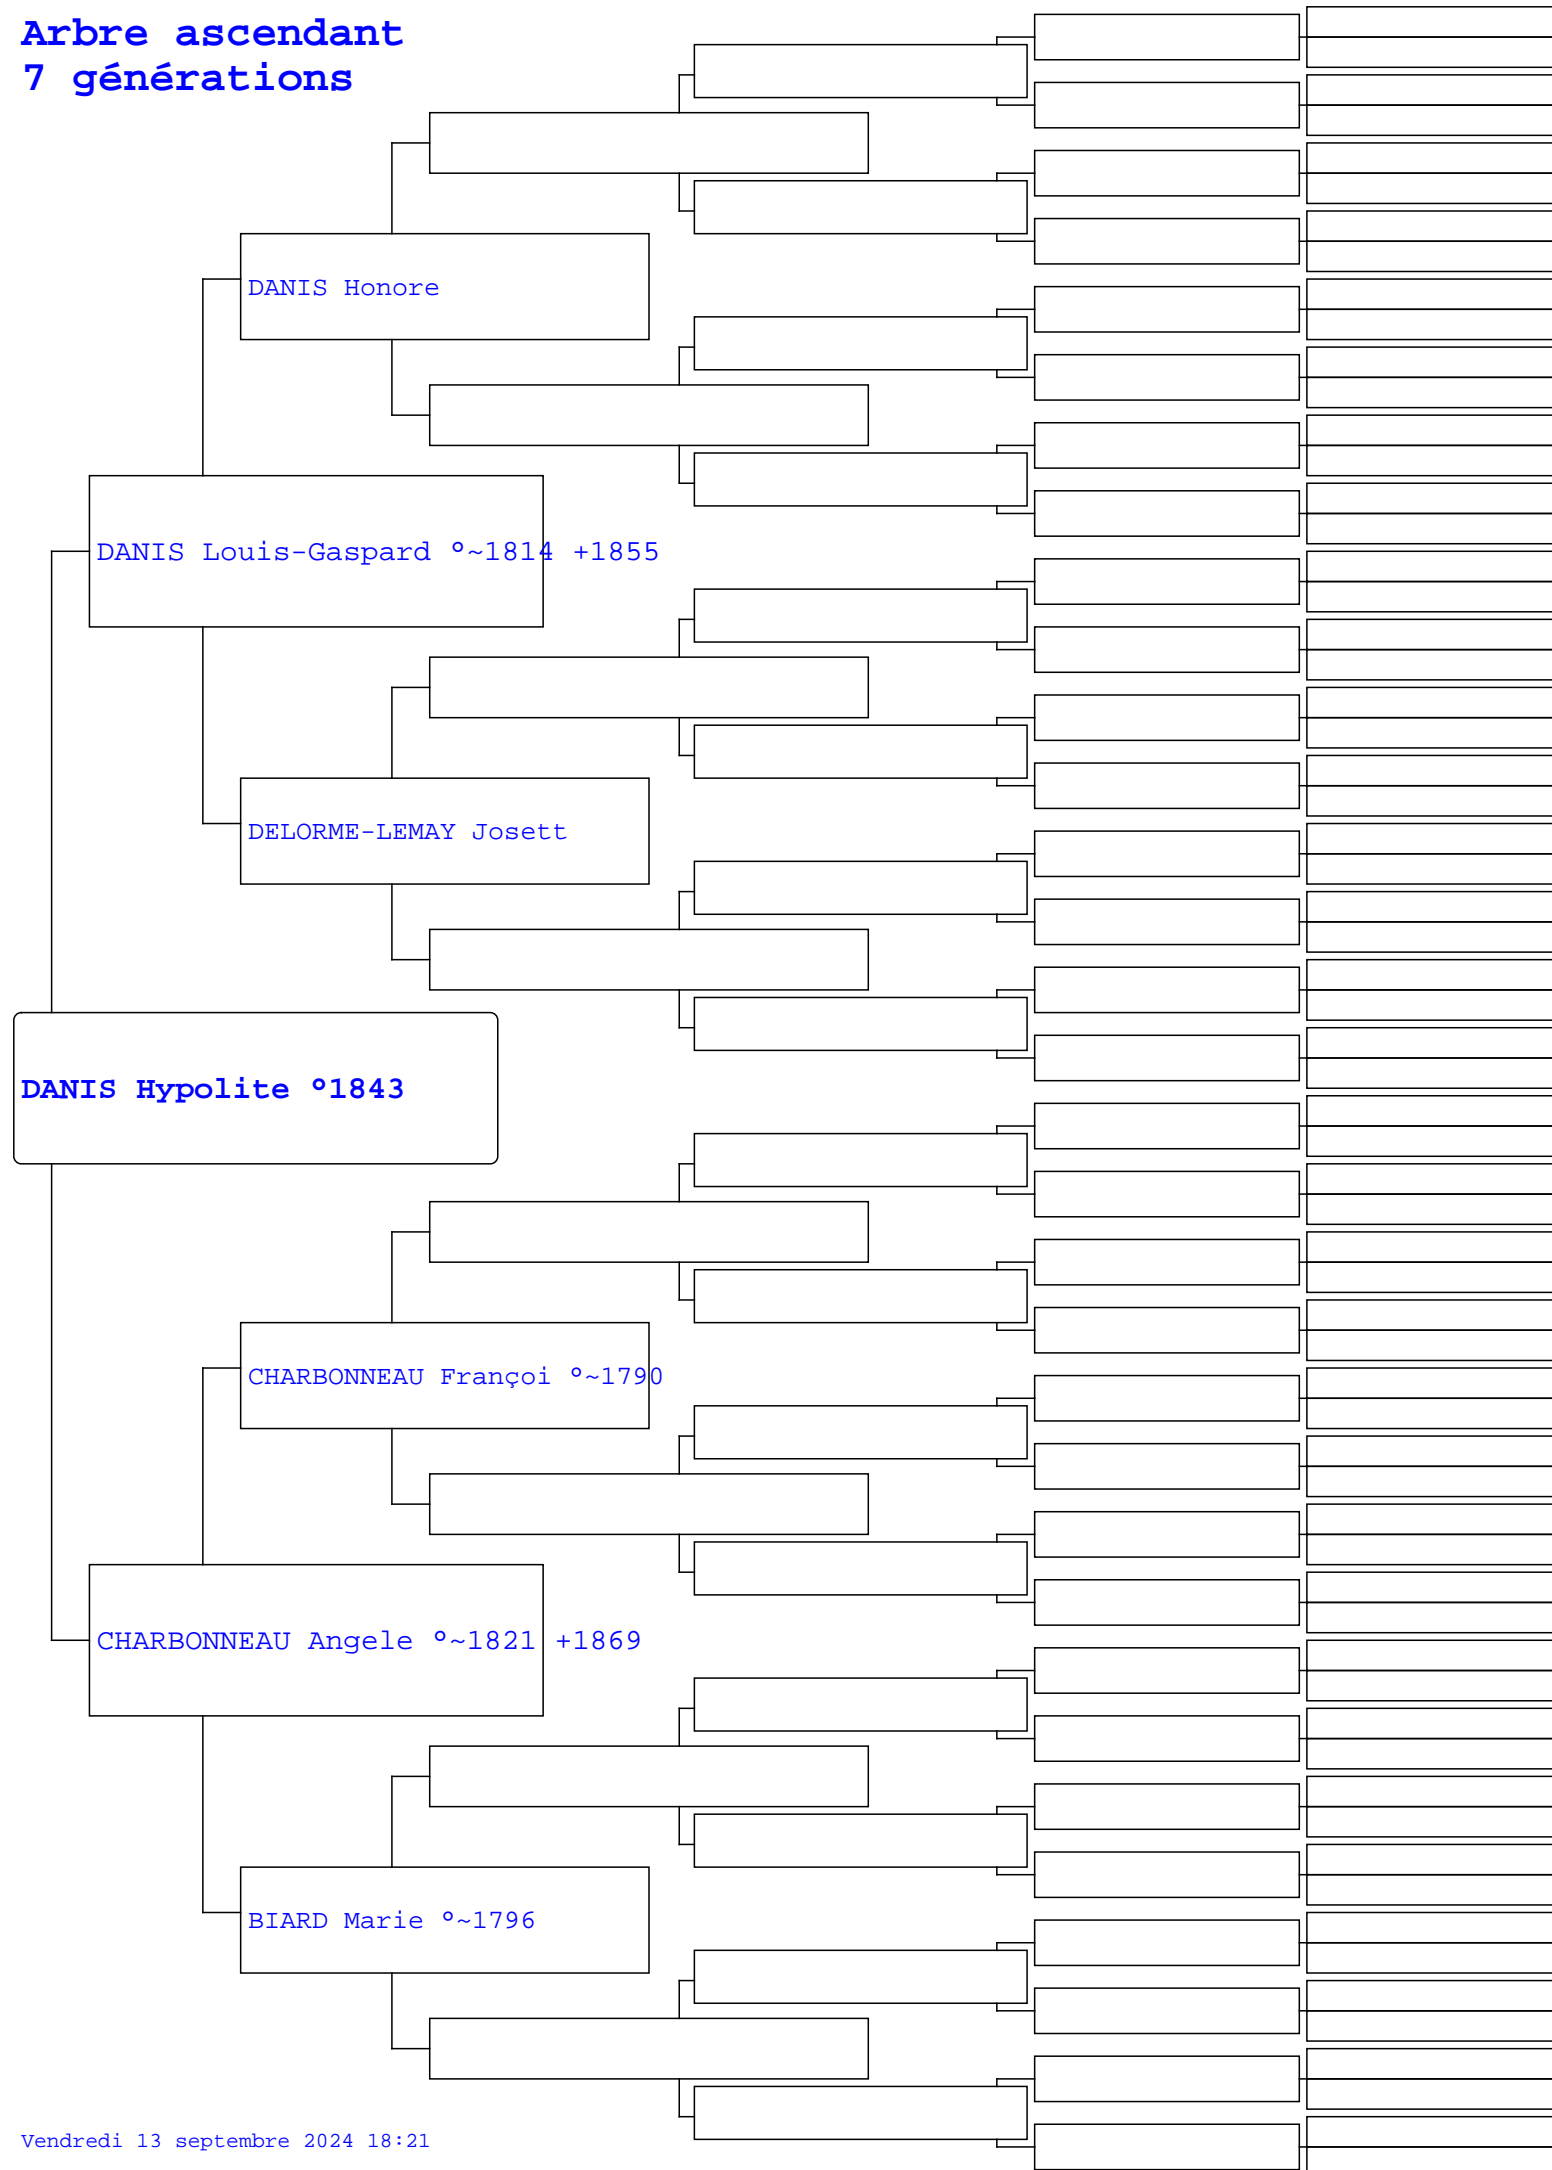 Arbre ascendant
7 générations
DANIS Honore
DANIS Louis-Gaspard °~1814 +1855
DELORME-LEMAY Josett
DANIS Hypolite °1843
CHARBONNEAU Françoi °~1790
CHARBONNEAU Angele °~1821 +1869
BIARD Marie °~1796
Vendredi 13 septembre 2024 18:21